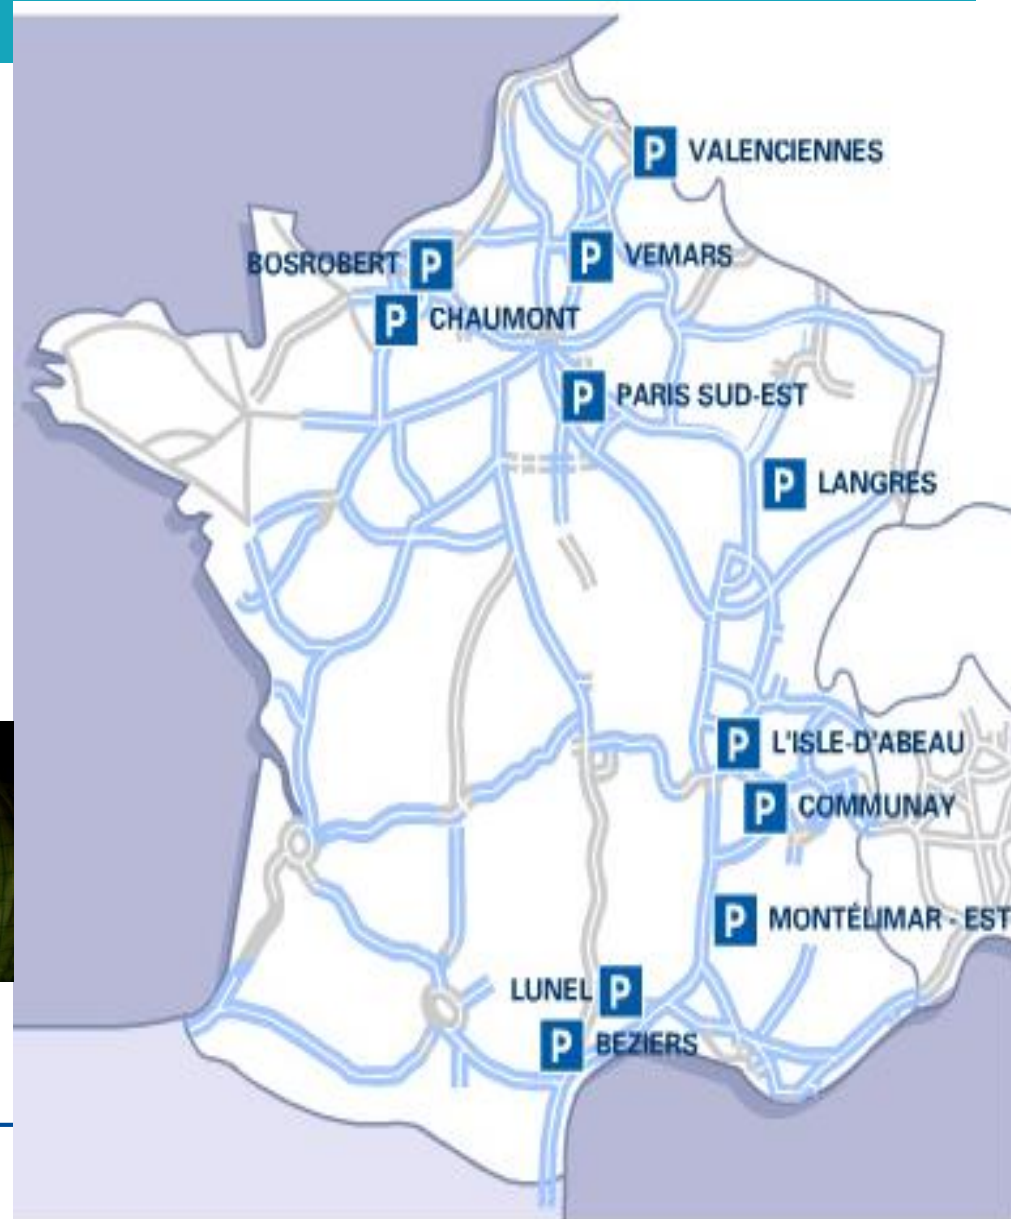 P VALENCIENNES
BOSROBERT P
P VEMARS
P CHAUMONT
P PARIS SUD-EST
P LANGRES
P L'ISLE-D'ABEAU
P COMMUNAY
P MONTÉLIMAR - EST
LUNEL P
P BEZIERS